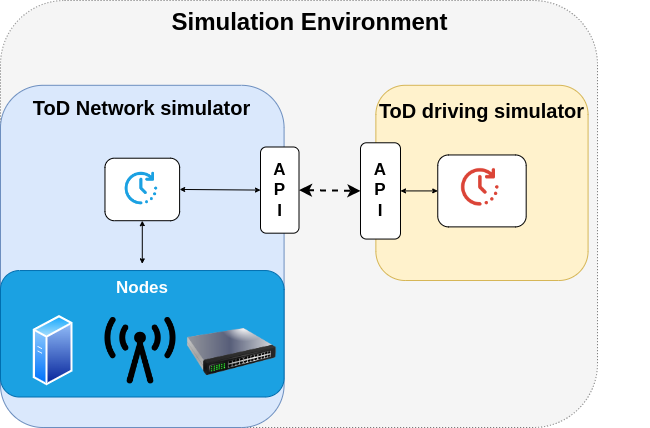 Simulation Environment
ToD Network simulator
ToD driving simulator
A
P
I
A
P
I
Nodes